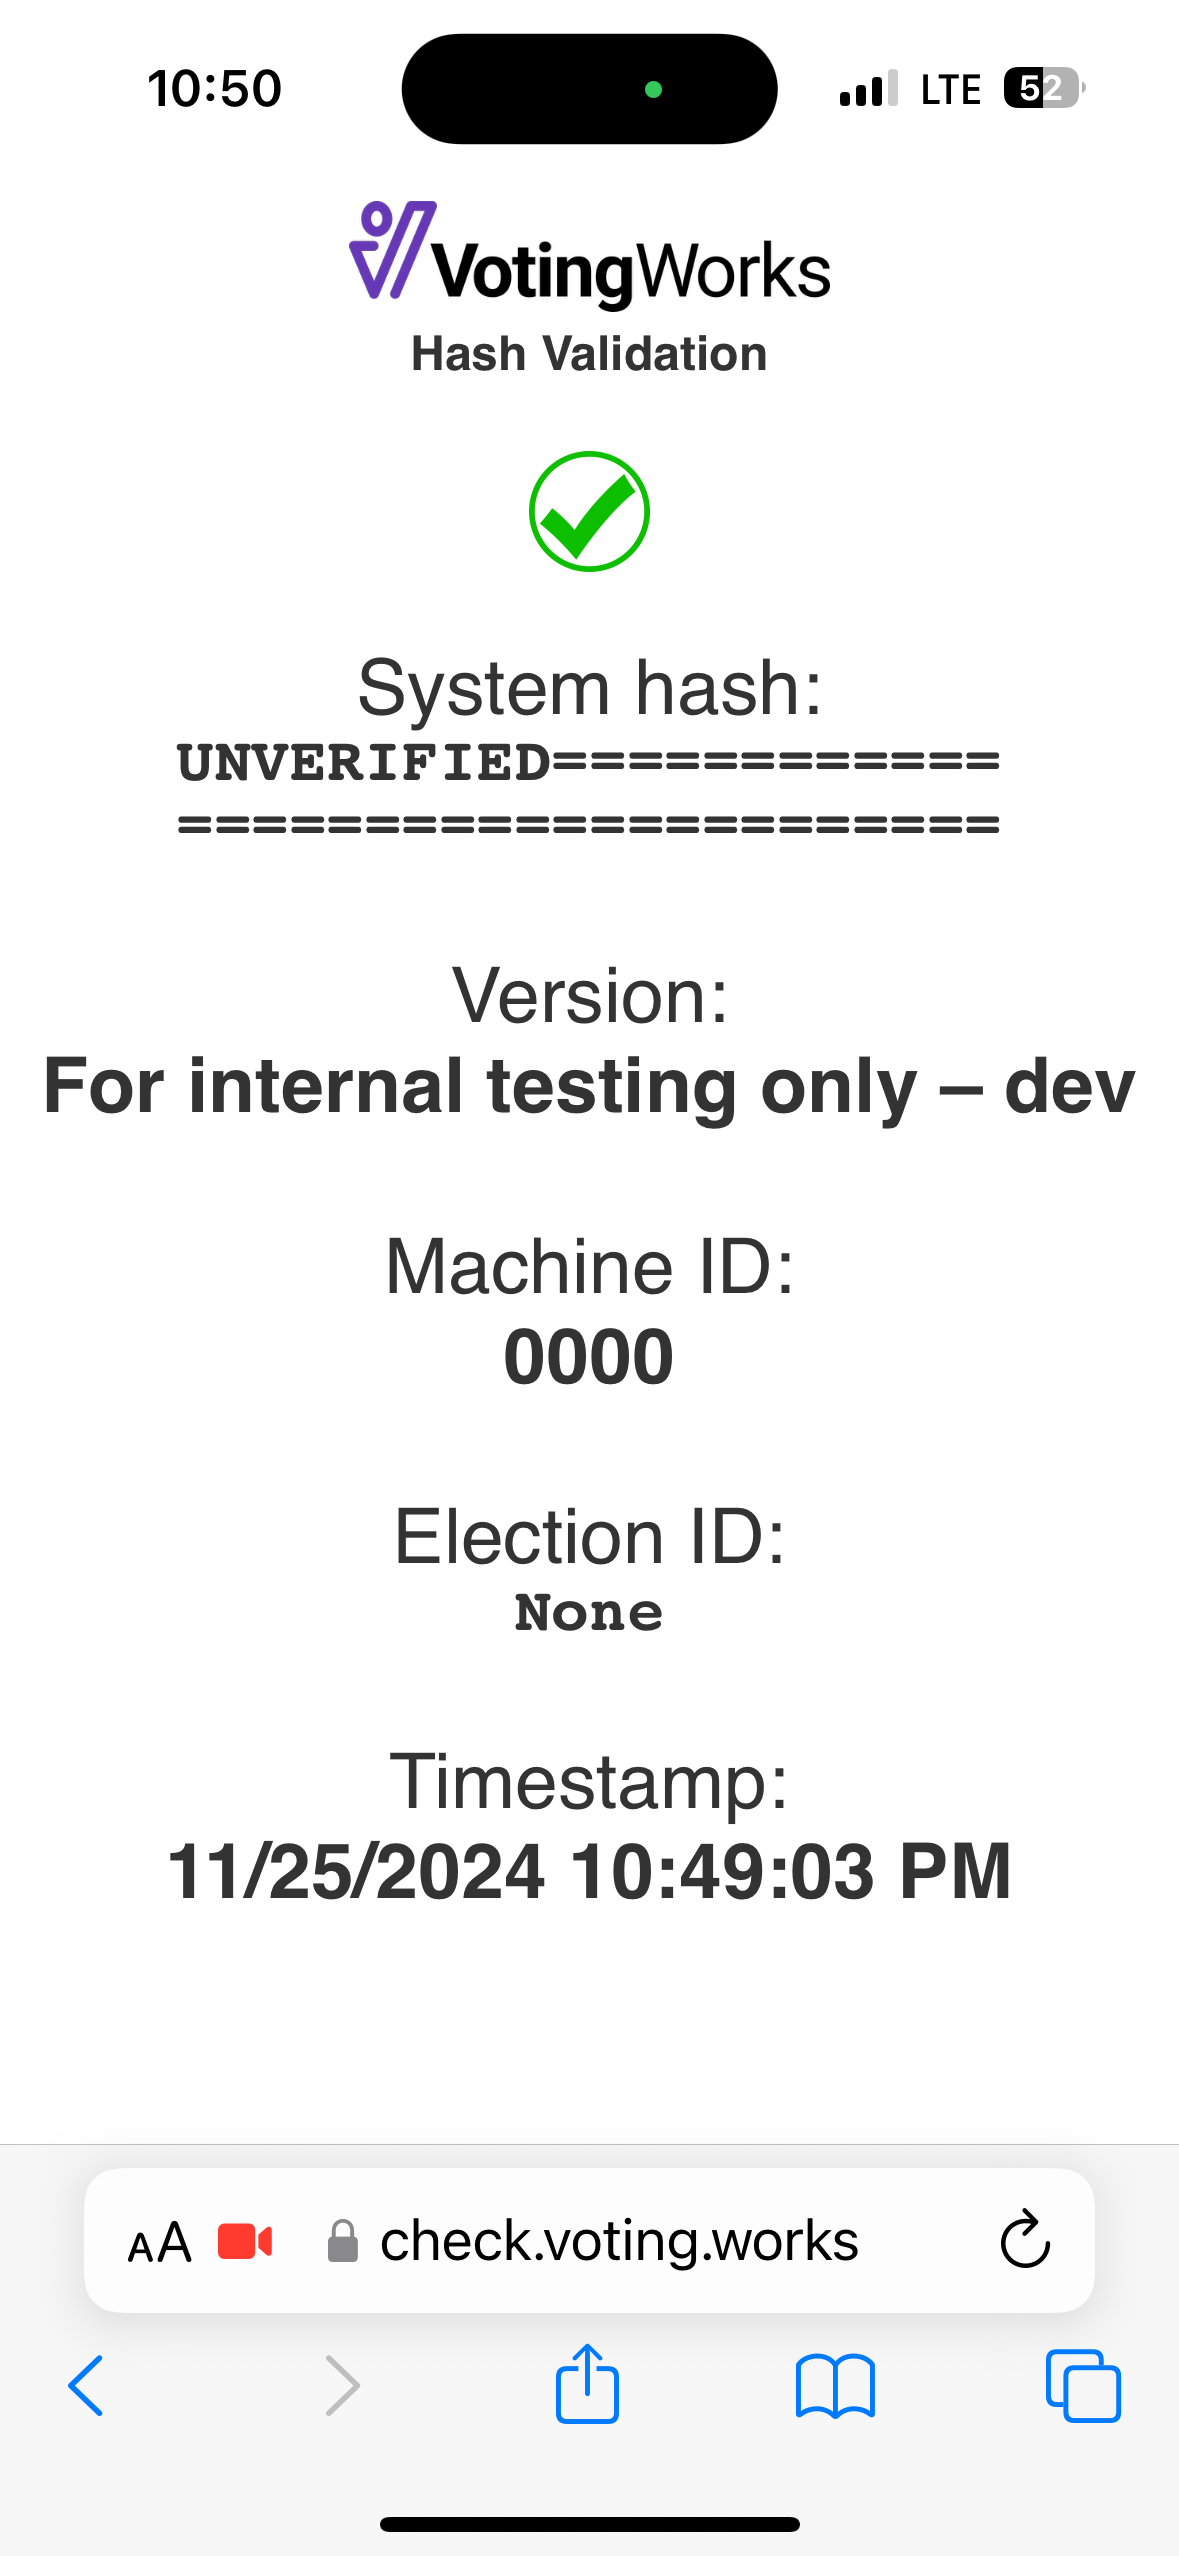 10:50 LTE 52
VotingWorks
Hash Validation
System hash:
UNVERIFIED============
======================
Version:
For internal testing only – dev
Machine ID:
0000
Election ID:
None
Timestamp:
11/25/2024 10:49:03 PM
AA check.voting.works